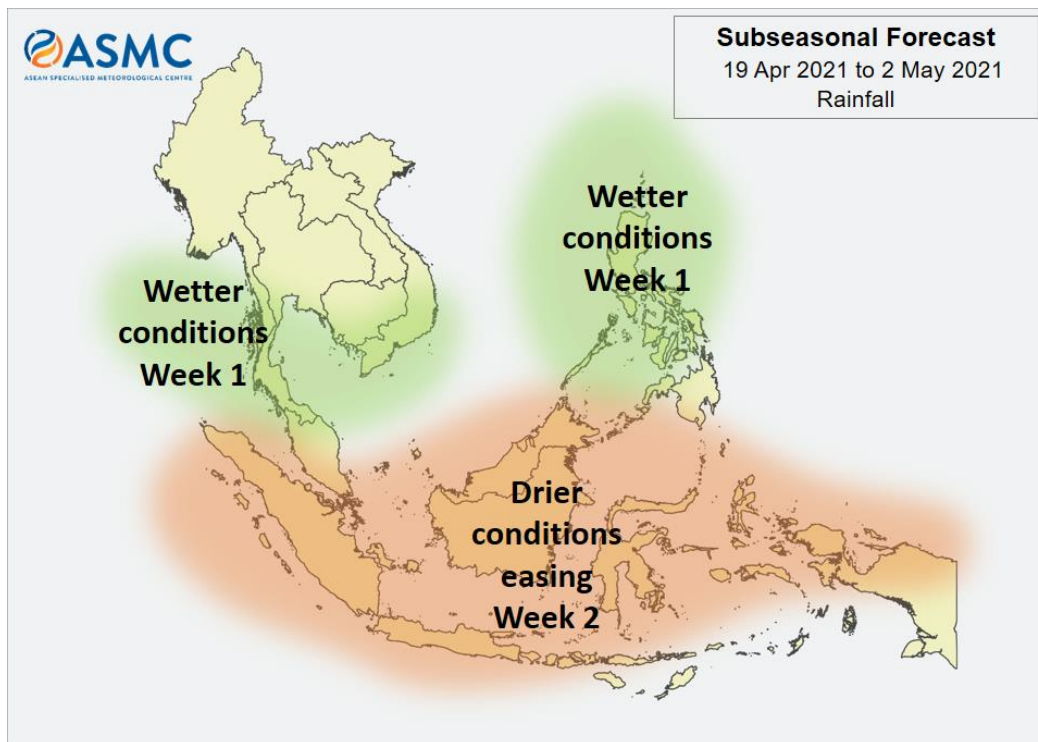 ASMC
ASEAN SPECIALISED METEOROLOGICAL CENTRE
Subseasonal Forecast
19 Apr 2021 to 2 May 2021
Rainfall
Wetter
conditions
Week 1
Wetter
conditions
Week 1
Drier
conditions
easing
Week 2